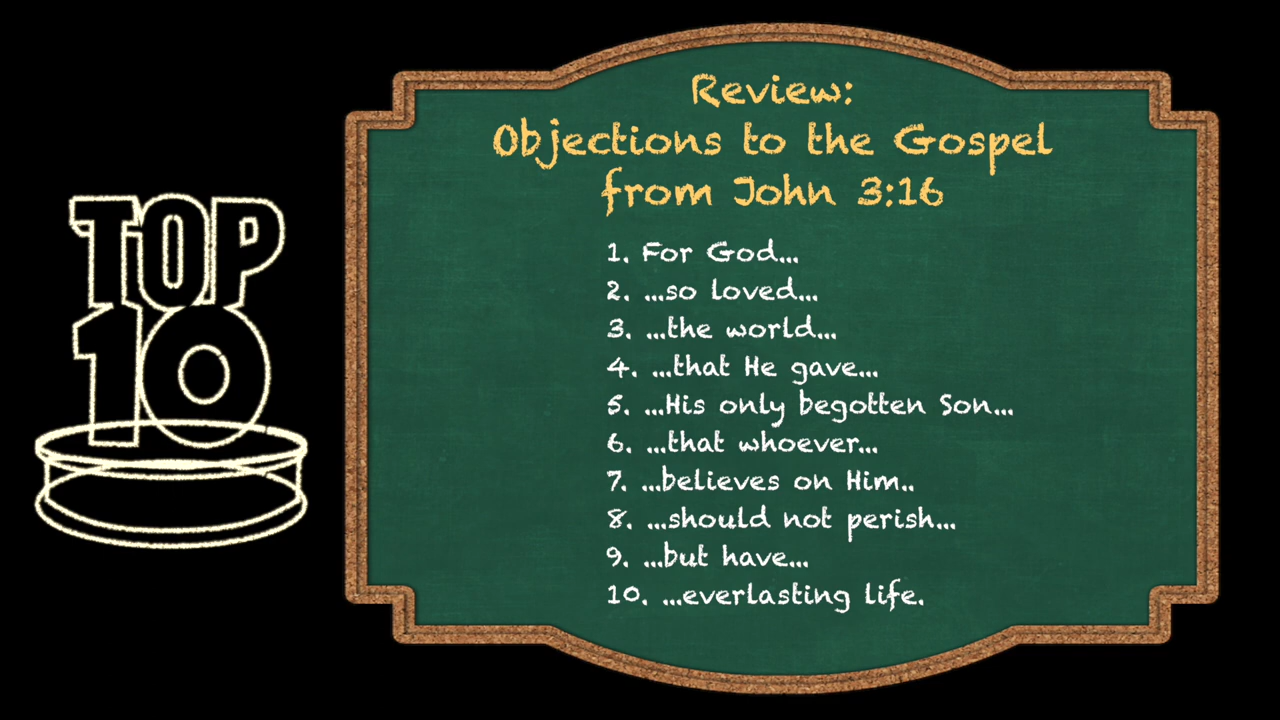 TOP
10
Review:
Objections to the Gospel
from John 3:16
1. For God...
2. ...so loved...
3. ...the world...
4. ...that He gave...
5. ...His only begotten Son...
6. ...that whoever...
7. ...believes on Him..
8. ...should not perish...
9. ...but have...
10. ...everlasting life.